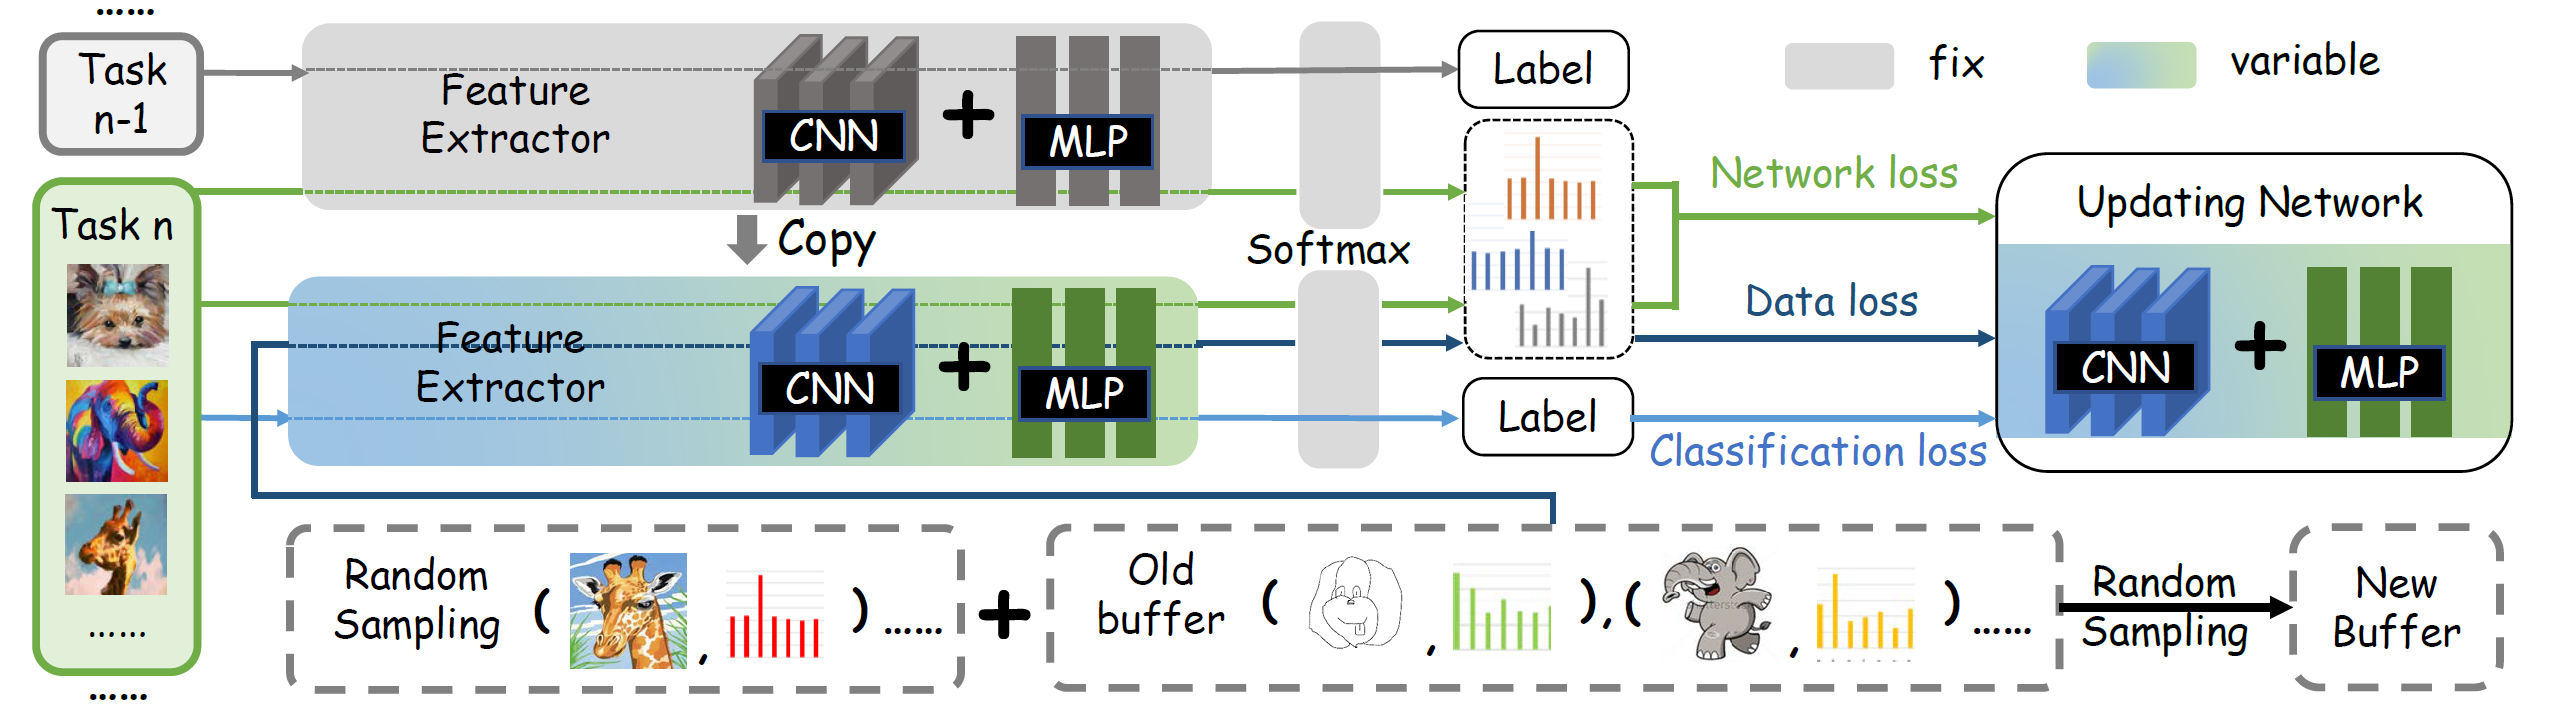 ......
Task
n-1
Feature
Extractor
CNN
+
MLP
Label
fix
variable
Copy
Softmax
Task n
......
......
Feature
Extractor
CNN
+
MLP
Label
Network loss
Data loss
Classification loss
Updating Network
CNN
+
MLP
Random
Sampling
(
,
)
......
+
Old
buffer
(
,
),(
,
)
......
Random
Sampling
New
Buffer